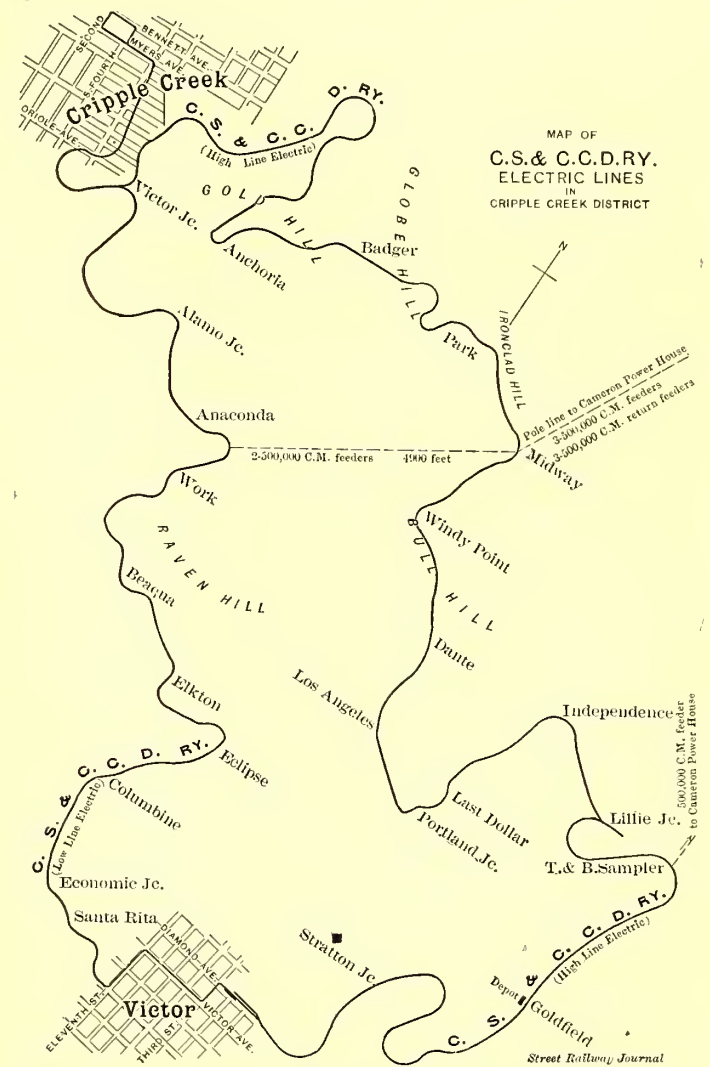 SECOND
BENNETT AVE.
MYERS AVE.
S. FOURTH
ORIOLE AVE.
Cripple Creek
C. S. & C. C. D. RY.
(High Line Electric)
MAP OF
C.S.& C.C.D.RY.
ELECTRIC LINES
IN
CRIPPLE CREEK DISTRICT
N
Victor Jc.
GOLD HILL
Anchoria
GLOBE HILL
Badger
Park
IRONCLAD HILL
Alamo Jc.
Anaconda
2-500,000 C.M. feeders 4900 feet
Pole line to Cameron Power House
3-500,000 C.M. feeders
3-500,000 C.M. return feeders
Midway
Work
Windy Point
RAVEN HILL
BULL HILL
Beacua
Dante
Los Angeles
Elkton
Independence
500,000 C.M. feeder
to Cameron Power House
C. S. & C. C. D. RY.
(Low Line Electric)
Eclipse
Columbine
Last Dollar
Portland Jc.
Lillie Jc.
T. & B. Sampler
Economic Jc.
Santa Rita
DIAMOND AVE.
Stratton Jc.
C. S. & C. C. D. RY.
(High Line Electric)
Depot
Goldfield
ELEVENTH ST.
Victor
THIRD ST.
VICTOR AVE.
Street Railway Journal